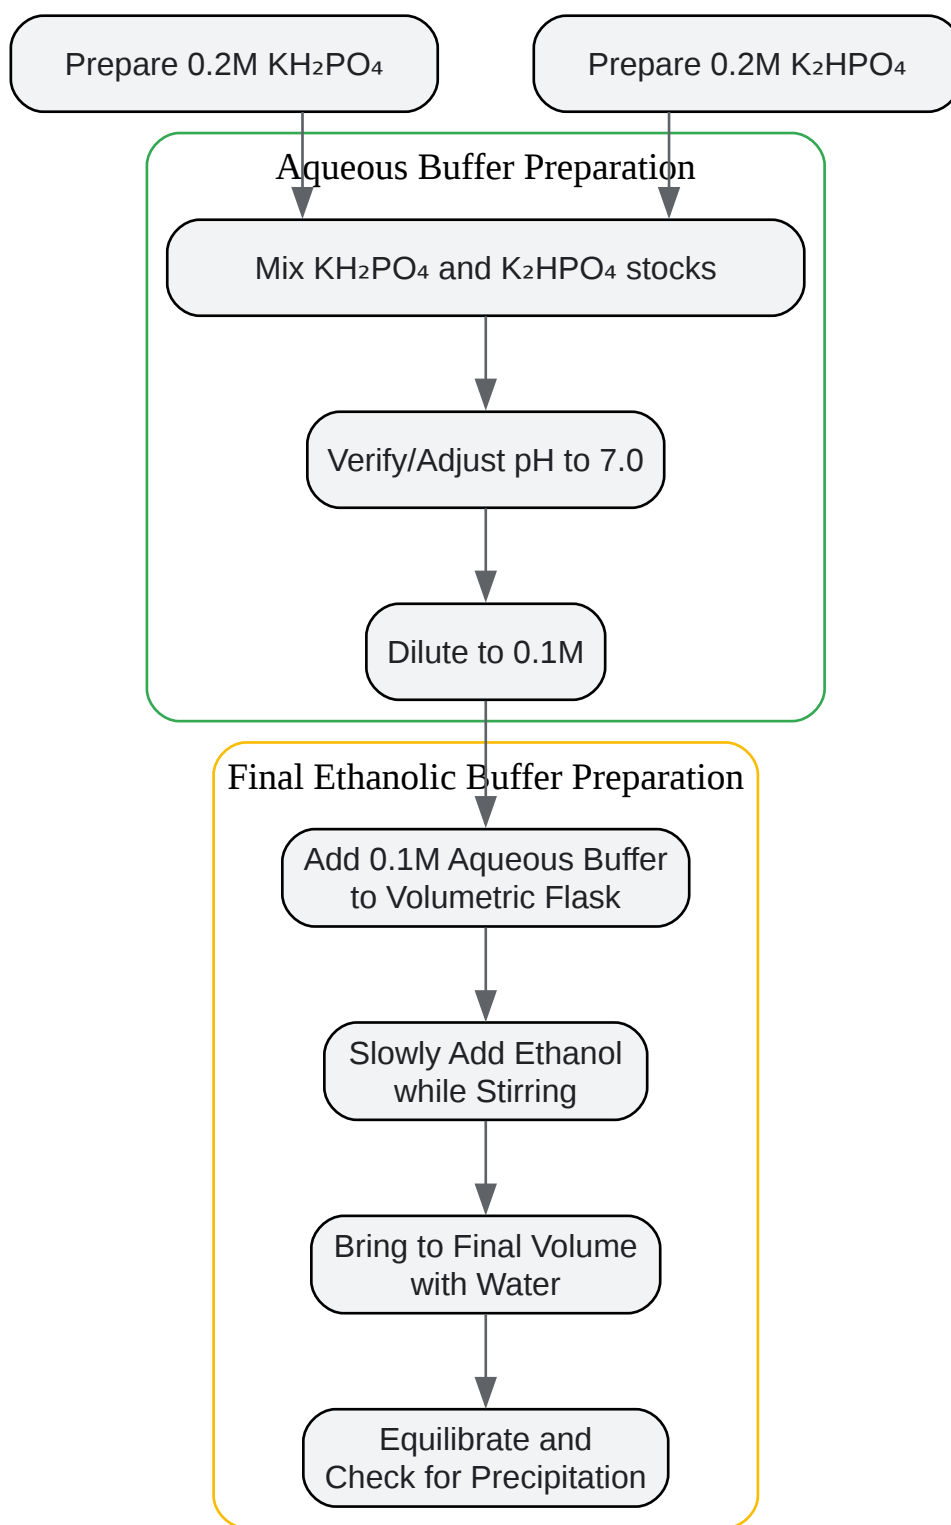 Prepare 0.2M KH₂PO₄
Prepare 0.2M K₂HPO₄
Aqueous Buffer Preparation
Mix KH₂PO₄ and K₂HPO₄ stocks
Verify/Adjust pH to 7.0
Dilute to 0.1M
Final Ethanolic Buffer Preparation
Add 0.1M Aqueous Buffer
to Volumetric Flask
Slowly Add Ethanol
while Stirring
Bring to Final Volume
with Water
Equilibrate and
Check for Precipitation